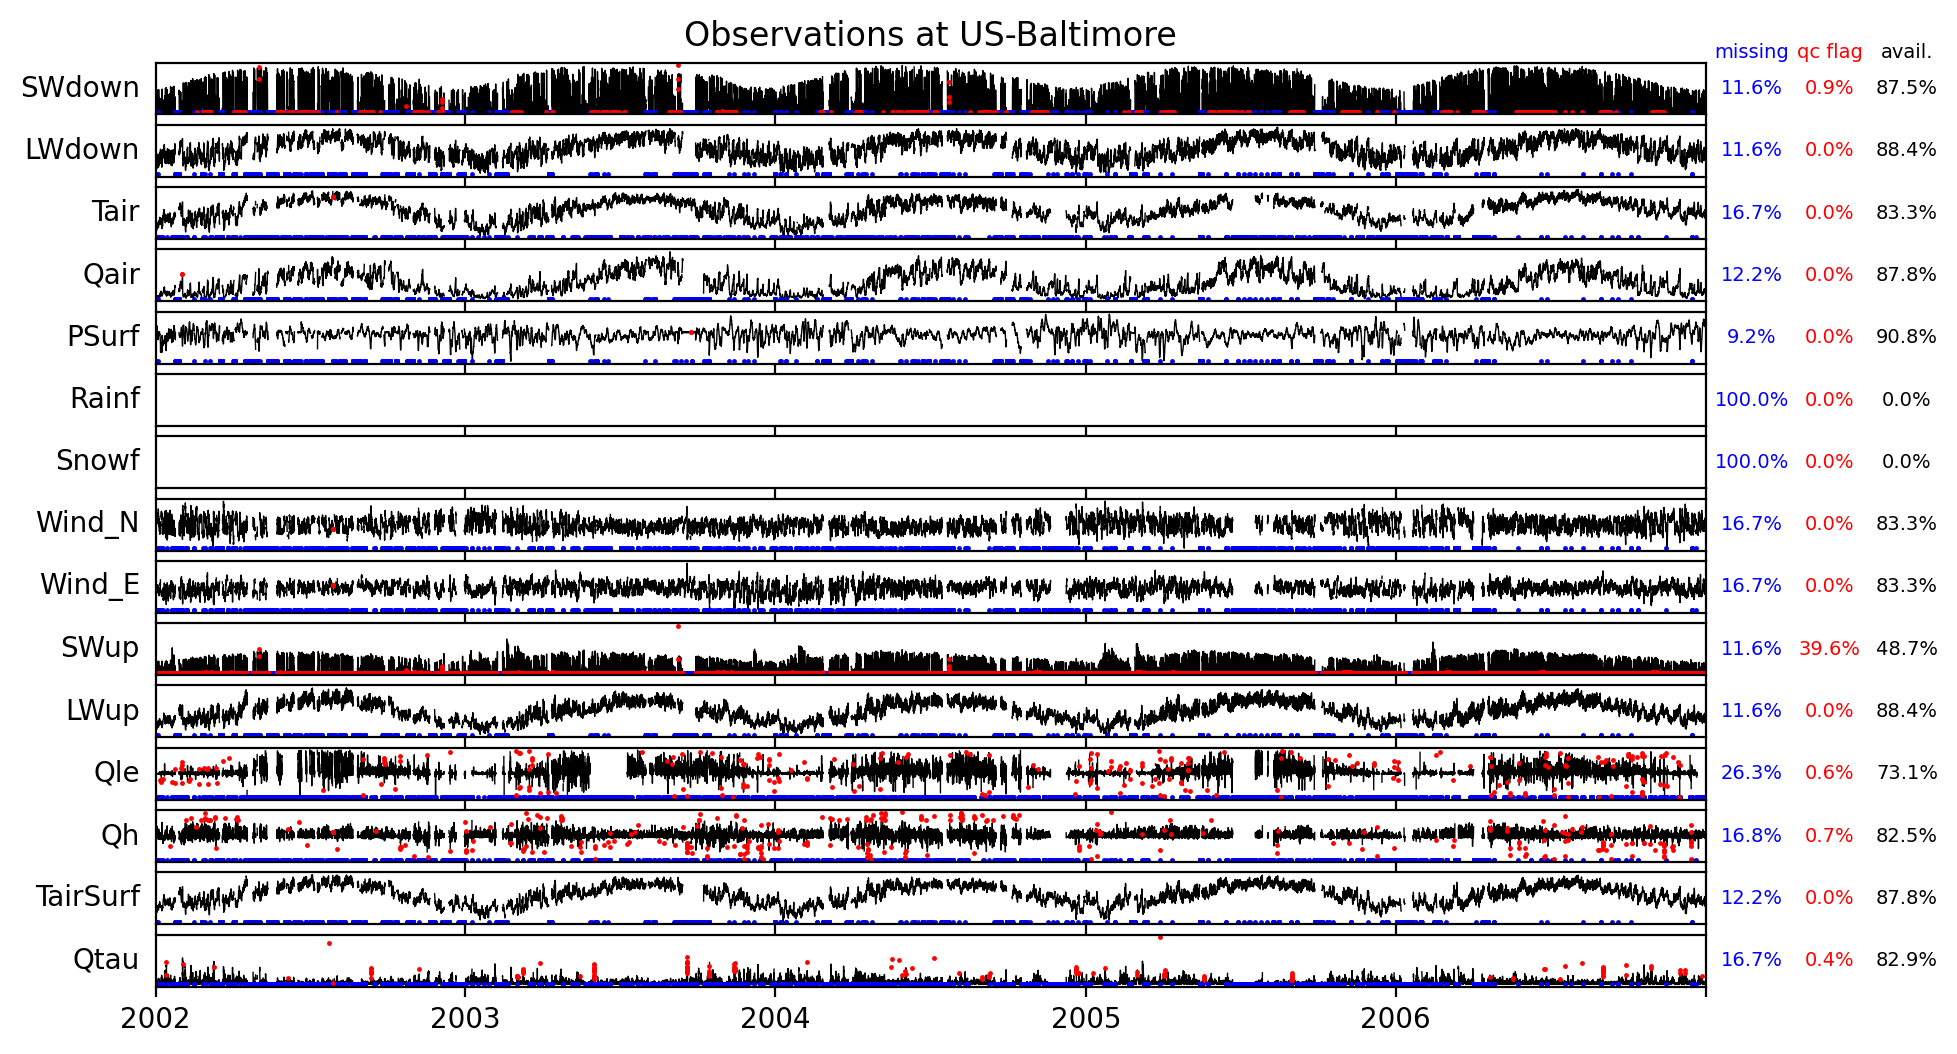 Observations at US-Baltimore
missing qc flag avail.
SWdown 11.6% 0.9% 87.5%
LWdown 11.6% 0.0% 88.4%
Tair 16.7% 0.0% 83.3%
Qair 12.2% 0.0% 87.8%
PSurf 9.2% 0.0% 90.8%
Rainf 100.0% 0.0% 0.0%
Snowf 100.0% 0.0% 0.0%
Wind_N 16.7% 0.0% 83.3%
Wind_E 16.7% 0.0% 83.3%
SWup 11.6% 39.6% 48.7%
LWup 11.6% 0.0% 88.4%
Qle 26.3% 0.6% 73.1%
Qh 16.8% 0.7% 82.5%
TairSurf 12.2% 0.0% 87.8%
Qtau 16.7% 0.4% 82.9%
2002 2003 2004 2005 2006